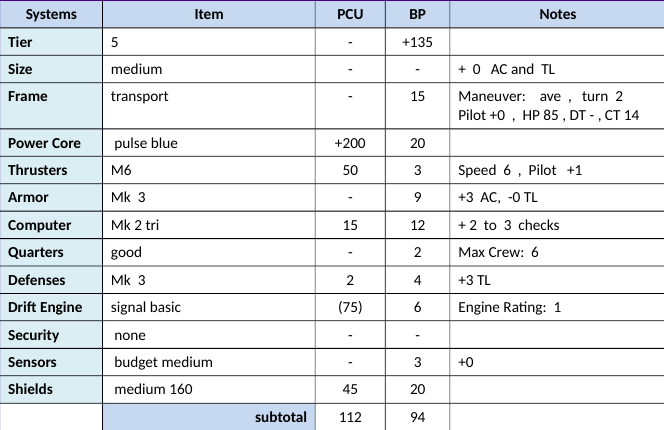 Systems Item PCU BP Notes
Tier 5 - +135
Size medium - - + 0 AC and TL
Frame transport - 15 Maneuver: ave , turn 2
Pilot +0 , HP 85 , DT - , CT 14
Power Core pulse blue +200 20
Thrusters M6 50 3 Speed 6 , Pilot +1
Armor Mk 3 - 9 +3 AC, -0 TL
Computer Mk 2 tri 15 12 + 2 to 3 checks
Quarters good - 2 Max Crew: 6
Defenses Mk 3 2 4 +3 TL
Drift Engine signal basic (75) 6 Engine Rating: 1
Security none - -
Sensors budget medium - 3 +0
Shields medium 160 45 20
subtotal 112 94